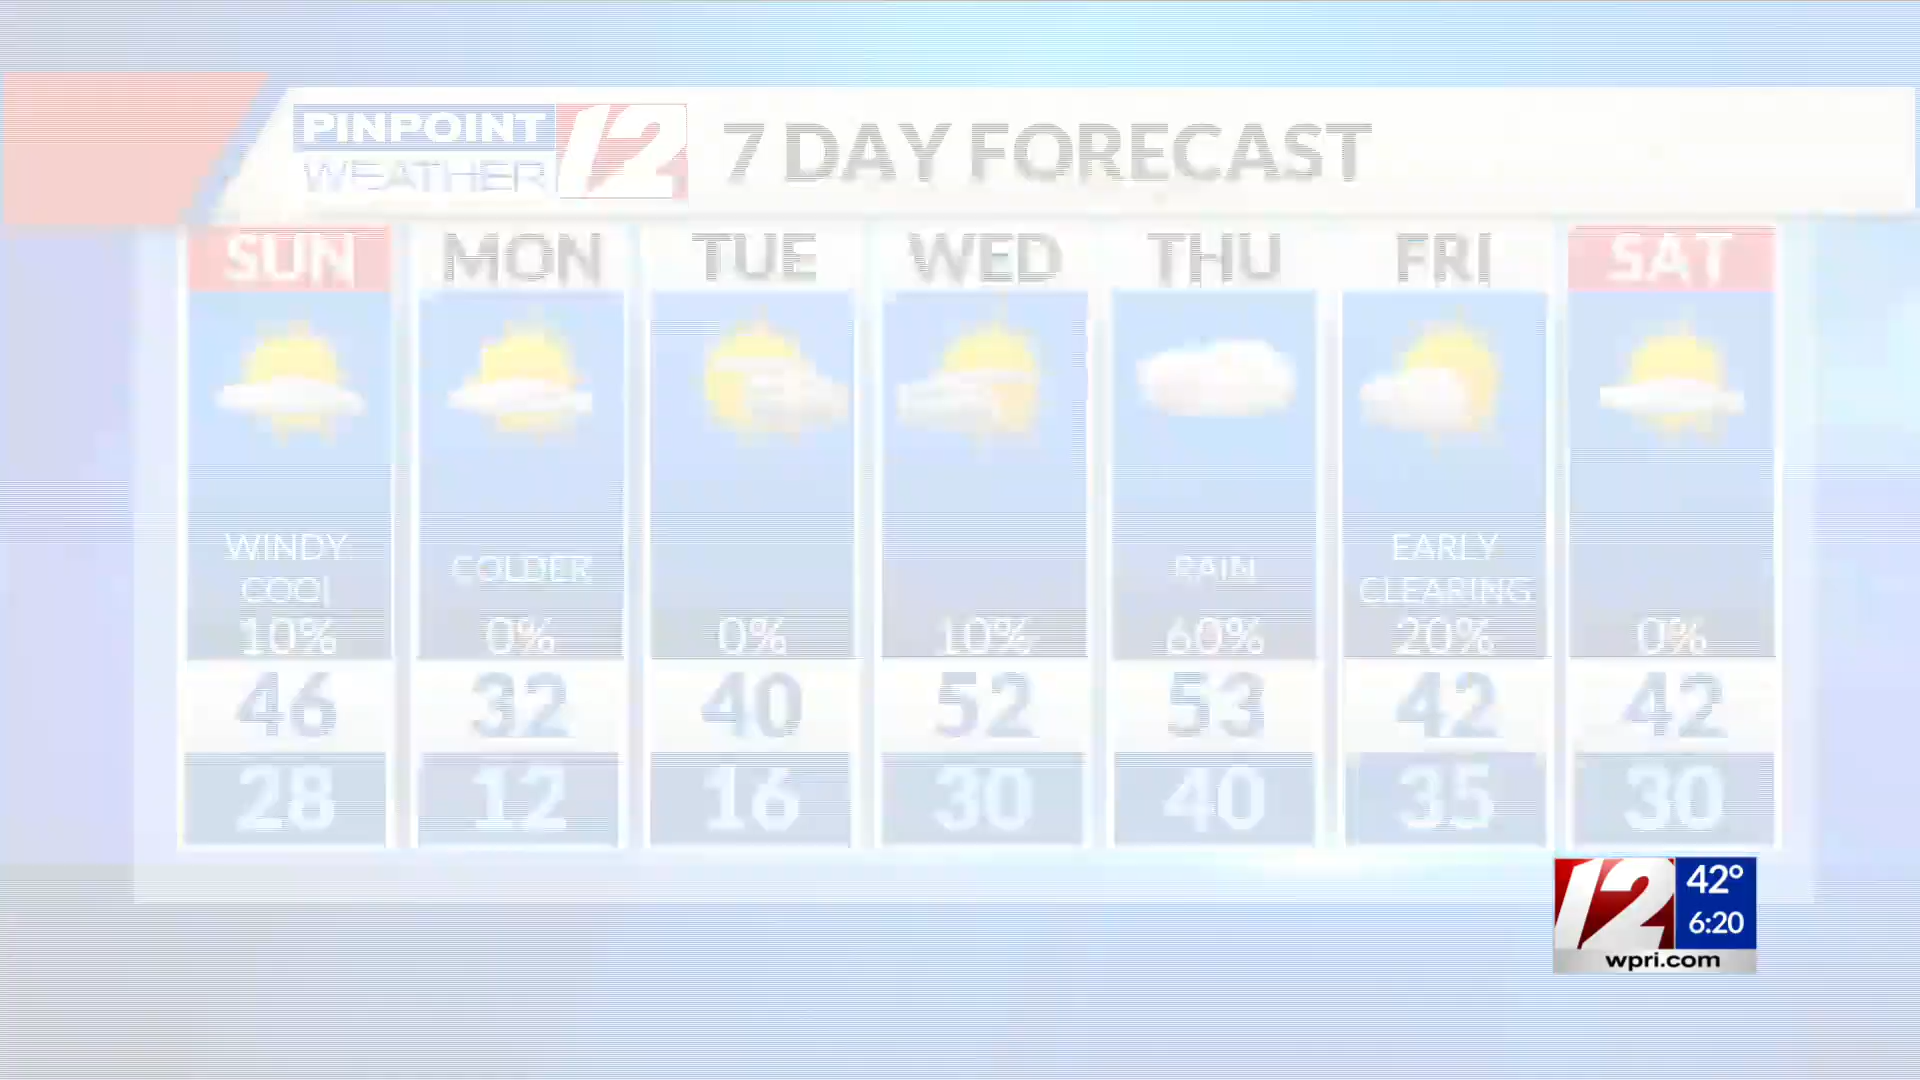 PINPOINT
WEATHER 12
7 DAY FORECAST
SUN MON TUE WED THU FRI SAT
WINDY COOL
COLDER
RAIN
EARLY CLEARING
10% 0% 0% 10% 60% 20% 0%
46 32 40 52 53 42 42
28 12 16 30 40 35 30
12 42°
6:20
wpri.com